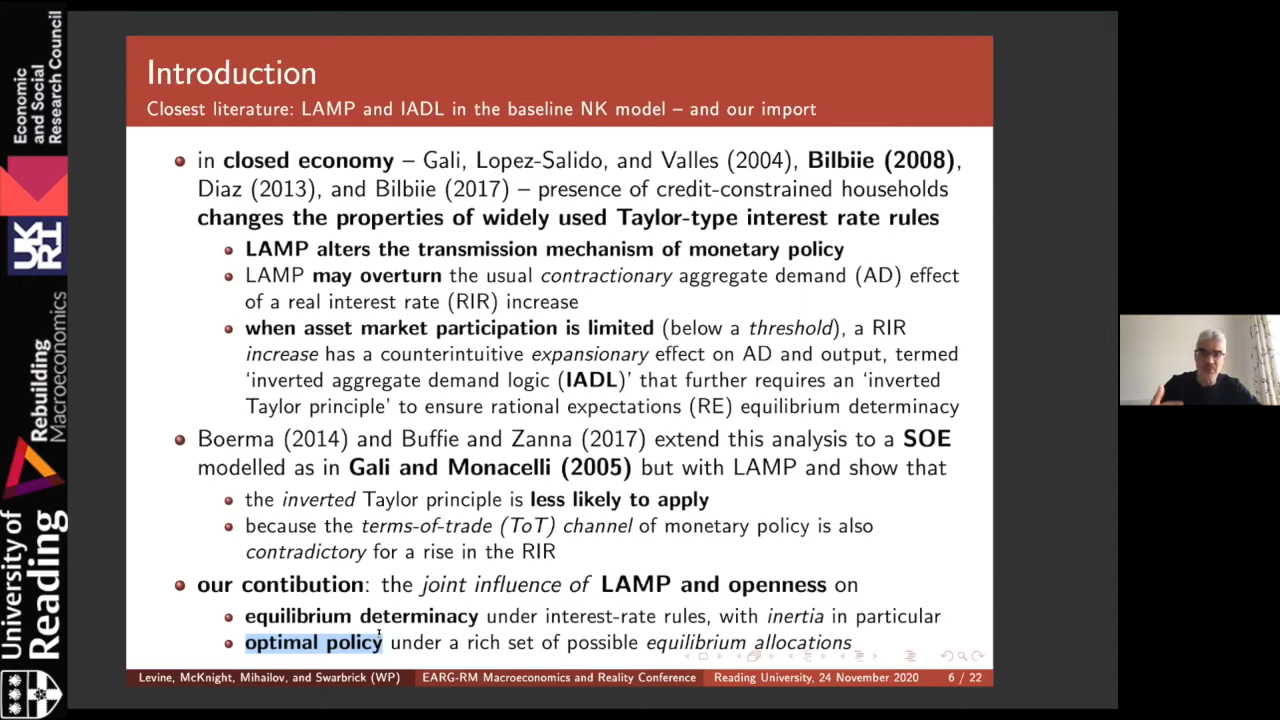 Economic
and Social
Research Council
UKRI
Rebuilding
Macroeconomics
University of
Reading
Introduction
Closest literature: LAMP and IADL in the baseline NK model – and our import
in closed economy – Gali, Lopez-Salido, and Valles (2004), Bilbiie (2008),
Diaz (2013), and Bilbiie (2017) – presence of credit-constrained households
changes the properties of widely used Taylor-type interest rate rules
LAMP alters the transmission mechanism of monetary policy
LAMP may overturn the usual contractionary aggregate demand (AD) effect
of a real interest rate (RIR) increase
when asset market participation is limited (below a threshold), a RIR
increase has a counterintuitive expansionary effect on AD and output, termed
‘inverted aggregate demand logic (IADL)’ that further requires an ‘inverted
Taylor principle’ to ensure rational expectations (RE) equilibrium determinacy
Boerma (2014) and Buffie and Zanna (2017) extend this analysis to a SOE
modelled as in Gali and Monacelli (2005) but with LAMP and show that
the inverted Taylor principle is less likely to apply
because the terms-of-trade (ToT) channel of monetary policy is also
contradictory for a rise in the RIR
our contibution: the joint influence of LAMP and openness on
equilibrium determinacy under interest-rate rules, with inertia in particular
optimal policy under a rich set of possible equilibrium allocations
Levine, McKnight, Mihailov, and Swarbrick (WP) EARG-RM Macroeconomics and Reality Conference Reading University, 24 November 2020 6 / 22